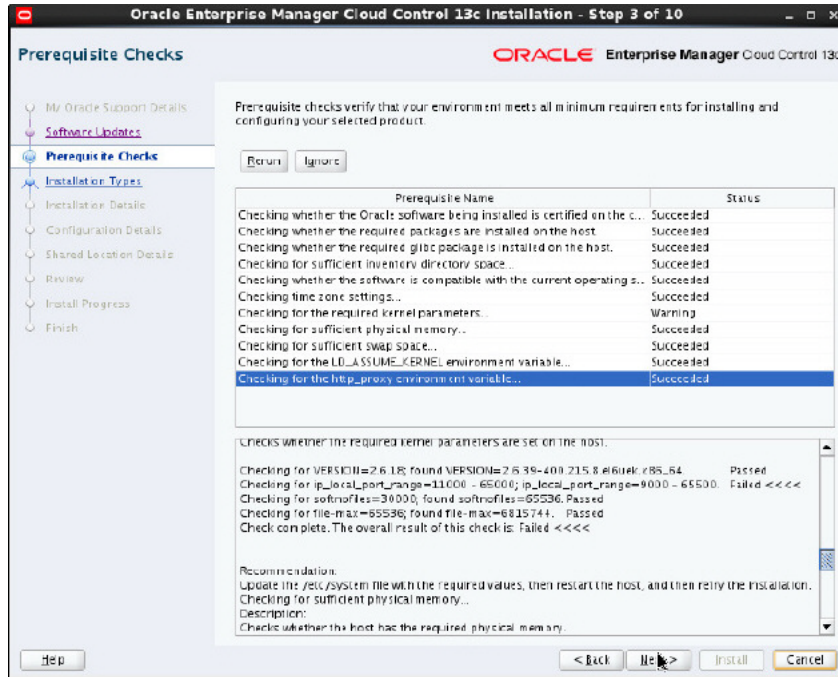 Oracle Enterprise Manager Cloud Control 13c Installation - Step 3 of 10
Prerequisite Checks
ORACLE Enterprise Manager Cloud Control 13c
My Oracle Support Details
Software Updates
Prerequisite Checks
Installation Types
Installation Details
Configuration Details
Shared Location Details
Review
Install Progress
Finish
Prerequisite checks verify that your environment meets all minimum requirements for installing and
configuring your selected product.
Rerun Ignore
Prerequisite Name Status
Checking whether the Oracle software being installed is certified on the c... Succeeded
Checking whether the required packages are installed on the host. Succeeded
Checking whether the required glibc package is installed on the host. Succeeded
Checking for sufficient inventory directory space... Succeeded
Checking whether the software is compatible with the current operating s... Succeeded
Checking time zone settings... Succeeded
Checking for the required kernel parameters... Warning
Checking for sufficient physical memory... Succeeded
Checking for sufficient swap space... Succeeded
Checking for the LD_ASSUME_KERNEL environment variable... Succeeded
Checking for the http_proxy environment variable... Succeeded
Checks whether the required kernel parameters are set on the host.
Checking for VERSION=2.6.18; found VERSION=2.6.39-400.215.8.el6uek.x86_64. Passed
Checking for ip_local_port_range=11000 - 65000; ip_local_port_range=9000 - 65500. Failed <<<<
Checking for softnofiles=30000; found softnofiles=65536. Passed
Checking for file-max=65536; found file-max=6815744. Passed
Check complete. The overall result of this check is: Failed <<<<
Recommendation:
Update the /etc/system file with the required values, then restart the host, and then retry the installation.
Checking for sufficient physical memory...
Description:
Checks whether the host has the required physical memory.
Help < Back Next > Install Cancel